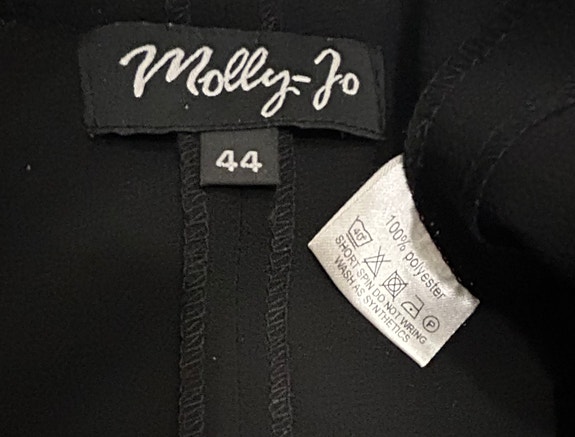 Molly-Jo
44
100% polyester
40°
P
SHORT SPIN DO NOT WRING
WASH AS SYNTHETICS